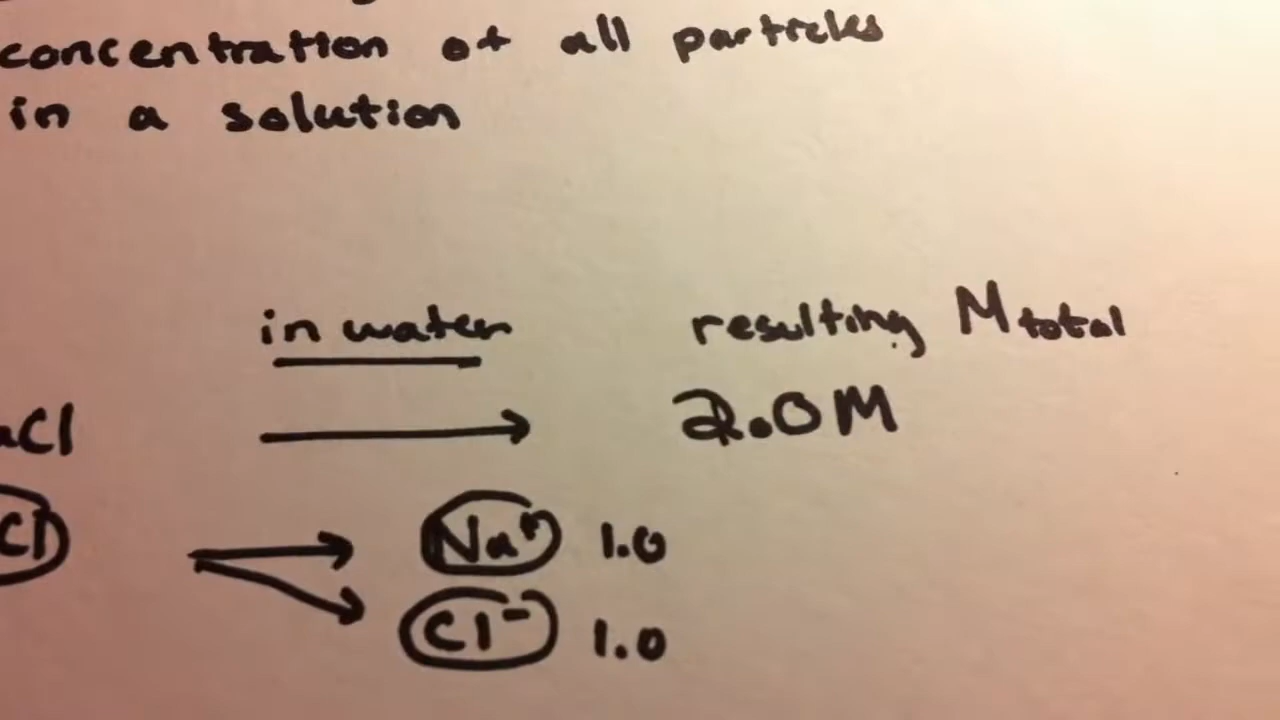 concentration of all particles
in a solution
in water
resulting Mtotal
aCl
2.0M
Cl
Na+ 1.0
Cl- 1.0